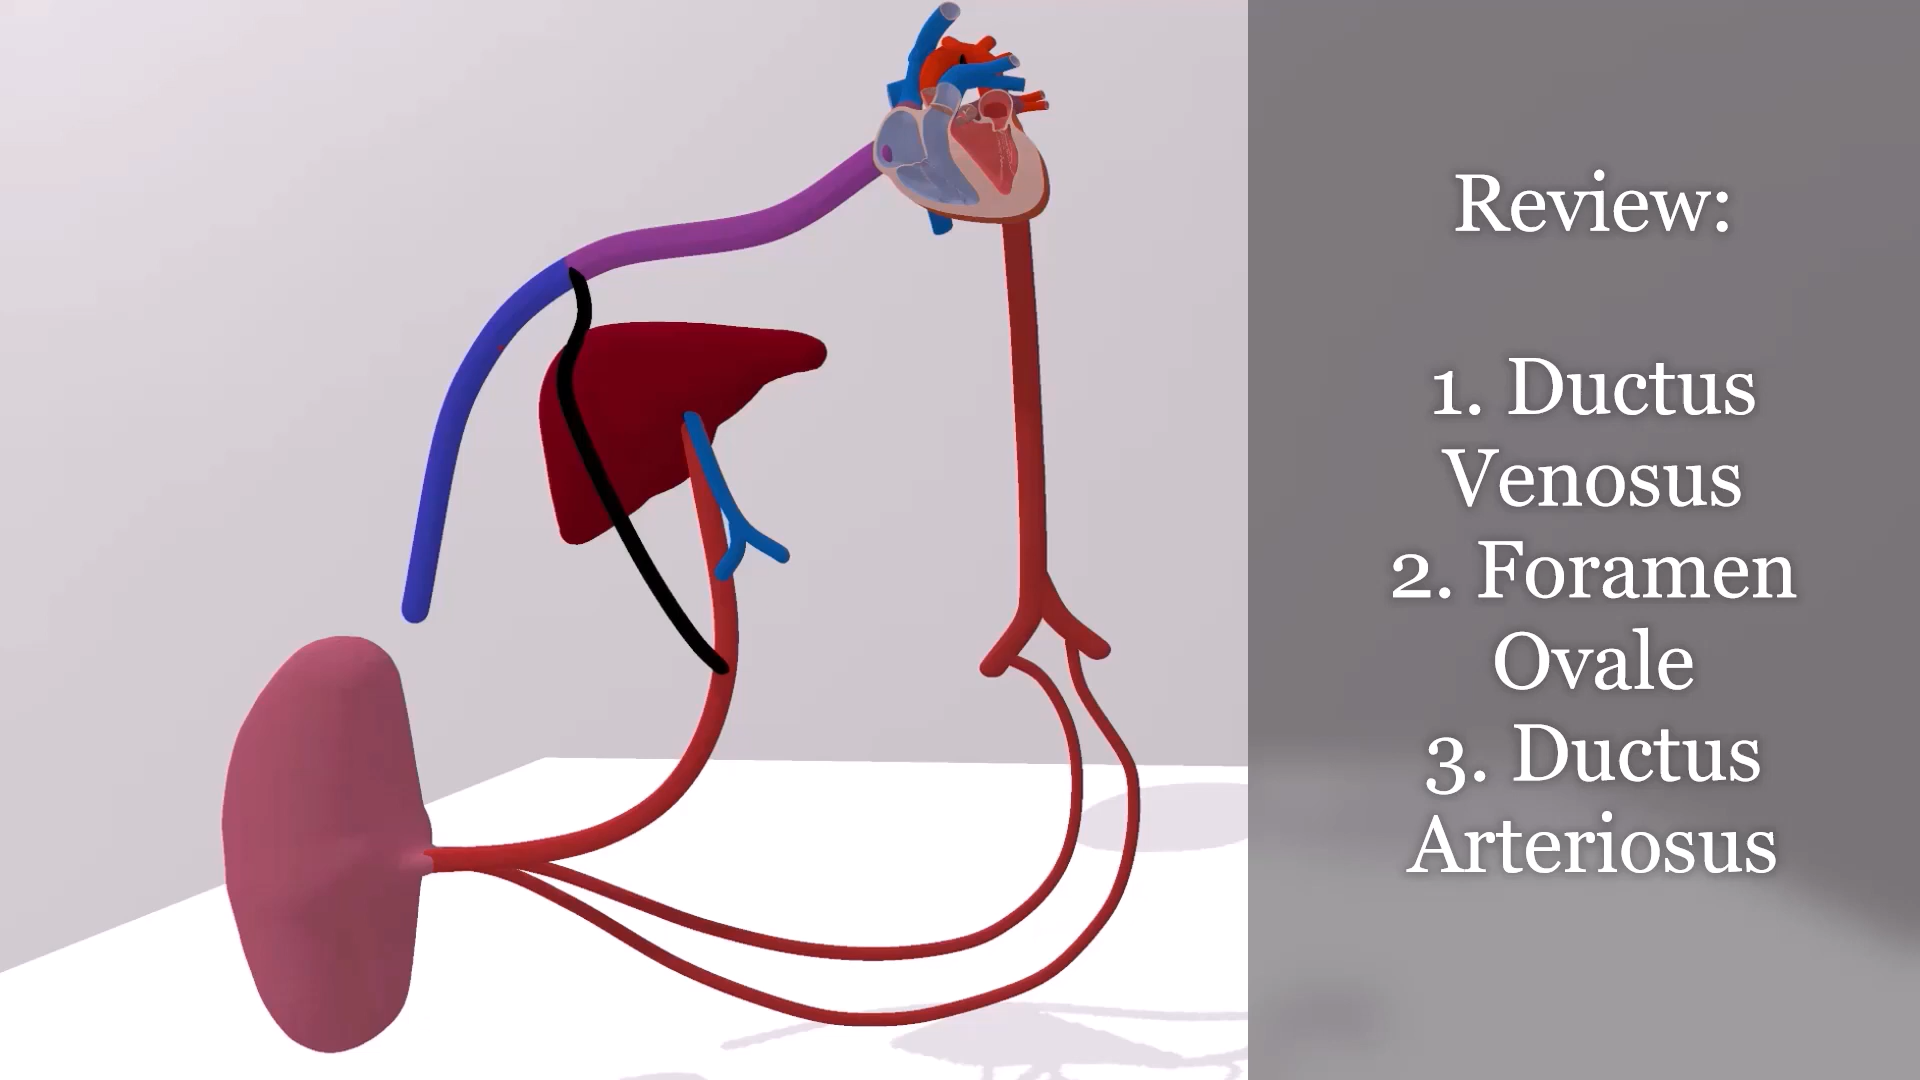 Review:
1. Ductus
Venosus
2. Foramen
Ovale
3. Ductus
Arteriosus